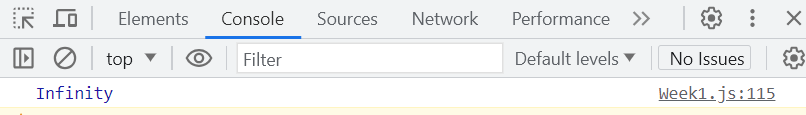 Elements Console Sources Network Performance
top Filter Default levels No Issues
Infinity Week1.js:115